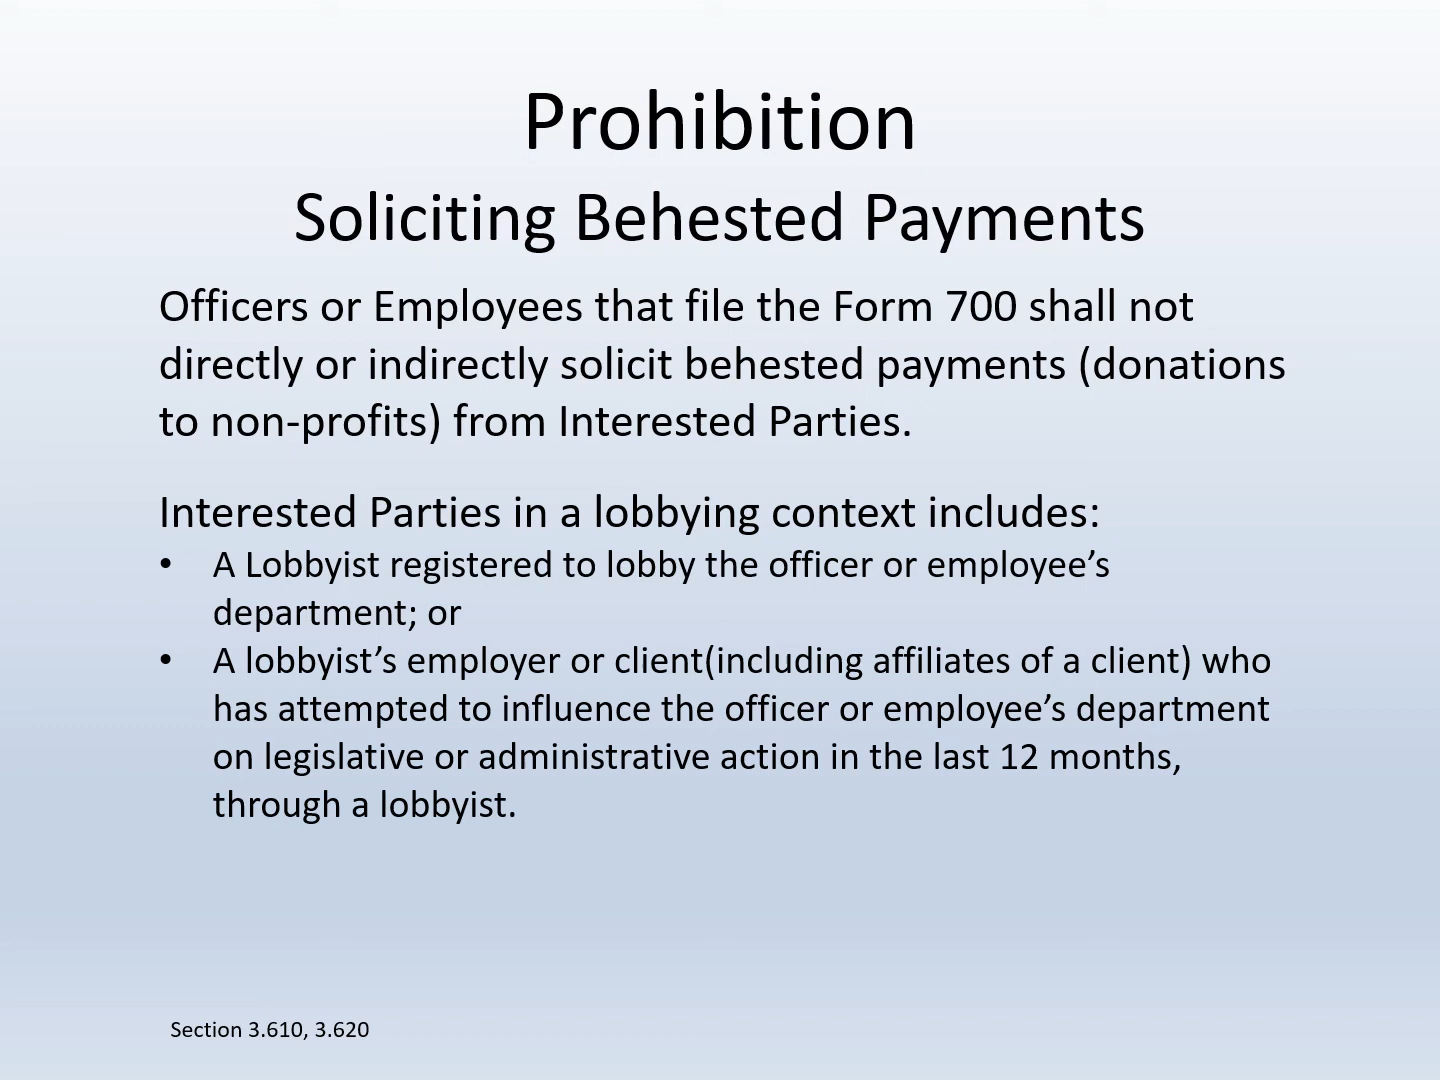 Prohibition
Soliciting Behested Payments
Officers or Employees that file the Form 700 shall not
directly or indirectly solicit behested payments (donations
to non-profits) from Interested Parties.
Interested Parties in a lobbying context includes:
• A Lobbyist registered to lobby the officer or employee’s
department; or
• A lobbyist’s employer or client(including affiliates of a client) who
has attempted to influence the officer or employee’s department
on legislative or administrative action in the last 12 months,
through a lobbyist.
Section 3.610, 3.620